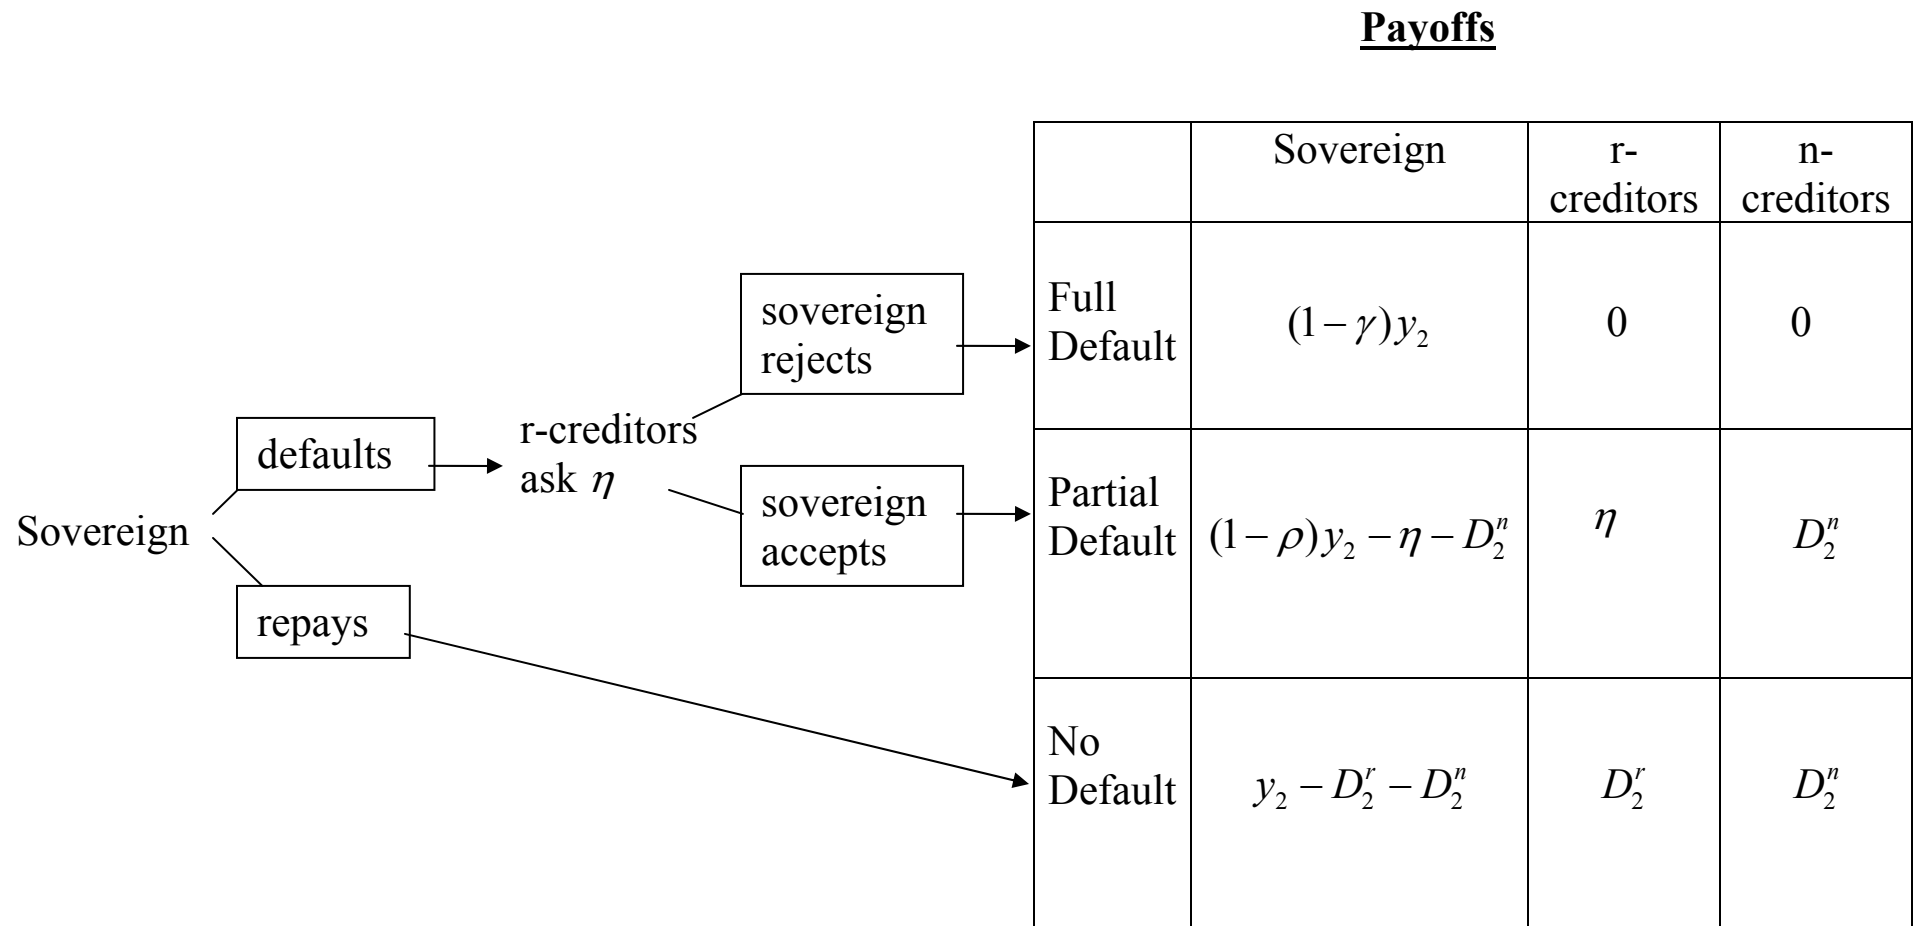 Payoffs
Sovereign
r-
creditors
n-
creditors
Full
Default
(1 − γ)y₂
0
0
Partial
Default
(1 − ρ)y₂ − η − D₂ⁿ
η
D₂ⁿ
No
Default
y₂ − D₂ʳ − D₂ⁿ
D₂ʳ
D₂ⁿ
Sovereign
defaults
repays
r-creditors
ask η
sovereign
rejects
sovereign
accepts